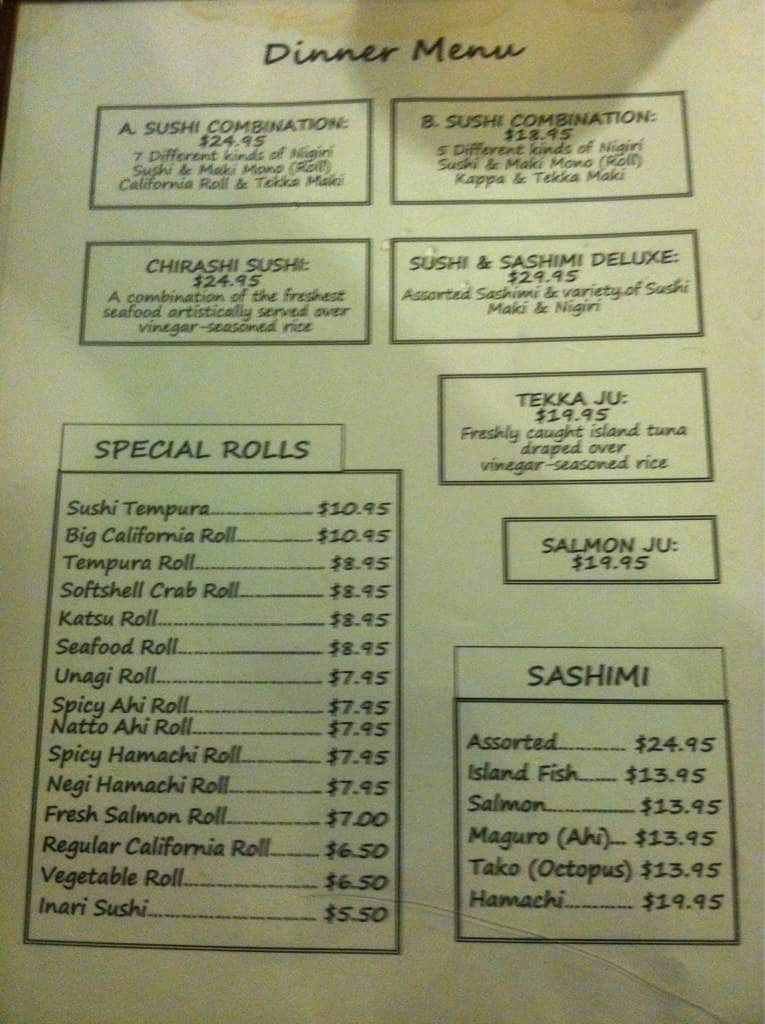 Dinner Menu
A. SUSHI COMBINATION:
$24.95
7 Different kinds of Nigiri
Sushi & Maki Mono (Roll)
California Roll & Tekka Maki
B. SUSHI COMBINATION:
$18.95
5 Different kinds of Nigiri
Sushi & Maki Mono (Roll)
Kappa & Tekka Maki
CHIRASHI SUSHI:
$24.95
A combination of the freshest
seafood artistically served over
vinegar-seasoned rice
SUSHI & SASHIMI DELUXE:
$29.95
Assorted Sashimi & variety of Sushi
Maki & Nigiri
TEKKA JU:
$19.95
Freshly caught island tuna
draped over
vinegar-seasoned rice
SALMON JU:
$19.95
SPECIAL ROLLS
Sushi Tempura.................... $10.95
Big California Roll............... $10.95
Tempura Roll......................... $8.95
Softshell Crab Roll................ $8.95
Katsu Roll................................ $8.95
Seafood Roll............................ $8.95
Unagi Roll................................ $7.95
Spicy Ahi Roll.......................... $7.95
Natto Ahi Roll......................... $7.95
Spicy Hamachi Roll................ $7.95
Negi Hamachi Roll.................. $7.95
Fresh Salmon Roll.................. $7.00
Regular California Roll......... $6.50
Vegetable Roll.......................... $6.50
Inari Sushi................................ $5.50
SASHIMI
Assorted............ $24.95
Island Fish....... $13.95
Salmon................ $13.95
Maguro (Ahi)... $13.95
Tako (Octopus) $13.95
Hamachi............ $19.95